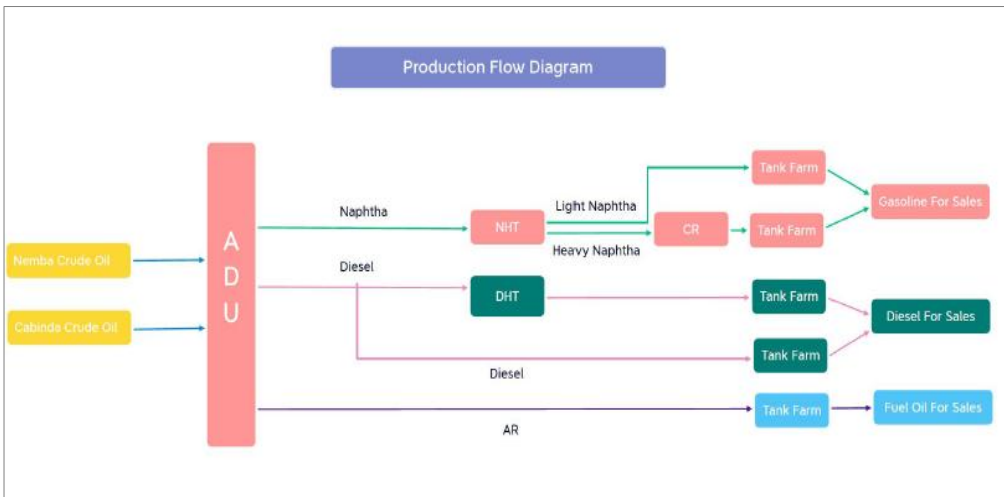 Production Flow Diagram
Tank Farm
Light Naphtha
Naphtha
Gasoline For Sales
NHT
CR
Tank Farm
Heavy Naphtha
A
D
U
Nemba Crude Oil
Diesel
DHT
Tank Farm
Diesel For Sales
Cabinda Crude Oil
Tank Farm
Diesel
Tank Farm
Fuel Oil For Sales
AR